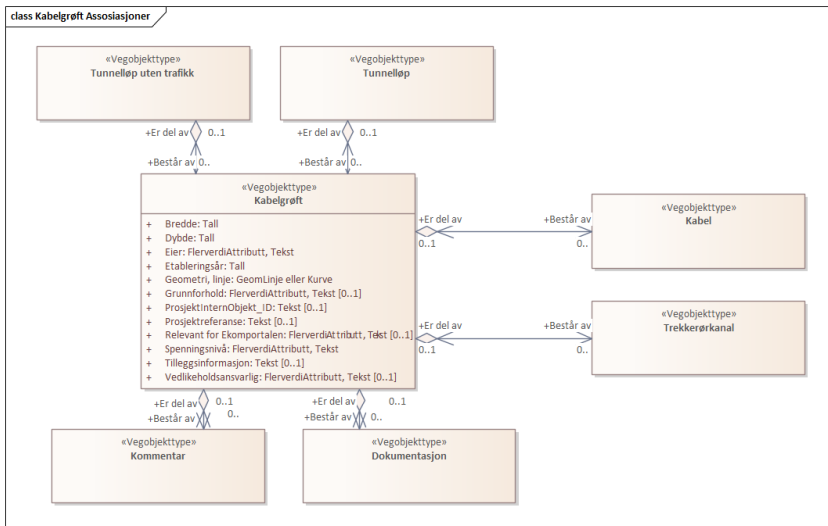 class Kabelgrøft Assosiasjoner
«Vegobjekttype»
Tunnelløp uten trafikk
«Vegobjekttype»
Tunnelløp
+Er del av 0..1
+Består av 0..
+Er del av 0..1
+Består av 0..
«Vegobjekttype»
Kabelgrøft
+ Bredde: Tall
+ Dybde: Tall
+ Eier: FlerverdiAttributt, Tekst
+ Etableringsår: Tall
+ Geometri, linje: GeomLinje eller Kurve
+ Grunnforhold: FlerverdiAttributt, Tekst [0..1]
+ ProsjektInternObjekt_ID: Tekst [0..1]
+ Prosjektreferanse: Tekst [0..1]
+ Relevant for Ekomportalen: FlerverdiAttributt, Tekst [0..1]
+ Spenningsnivå: FlerverdiAttributt, Tekst
+ Tilleggsinformasjon: Tekst [0..1]
+ Vedlikeholdsansvarlig: FlerverdiAttributt, Tekst [0..1]
+Er del av
0..1
+Består av
0..
«Vegobjekttype»
Kabel
+Er del av
0..1
+Består av
0..
«Vegobjekttype»
Trekkerørkanal
+Er del av 0..1
+Består av 0..
+Er del av 0..1
+Består av 0..
«Vegobjekttype»
Kommentar
«Vegobjekttype»
Dokumentasjon